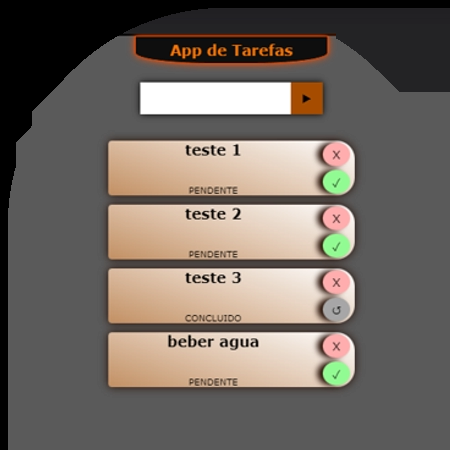 App de Tarefas
►
teste 1
X
✓
PENDENTE
teste 2
X
✓
PENDENTE
teste 3
X
↺
CONCLUIDO
beber agua
X
✓
PENDENTE